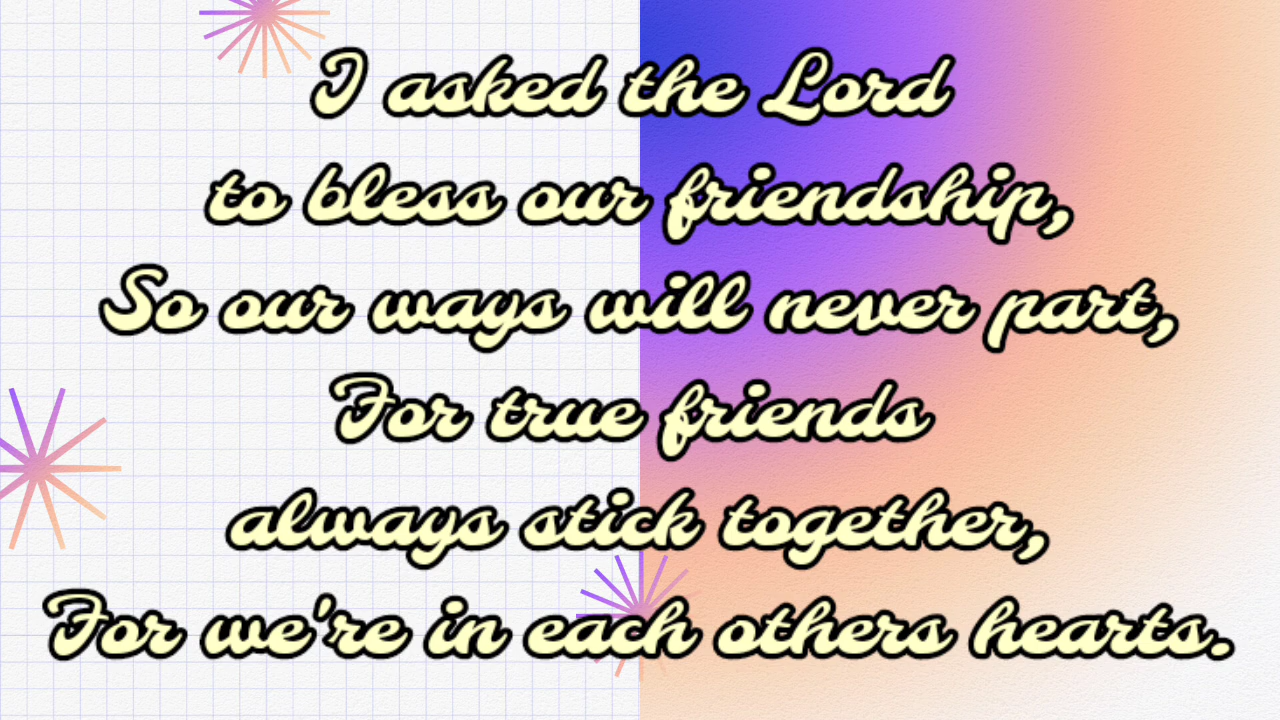 I asked the Lord
to bless our friendship,
So our ways will never part,
For true friends
always stick together,
For we're in each others hearts.